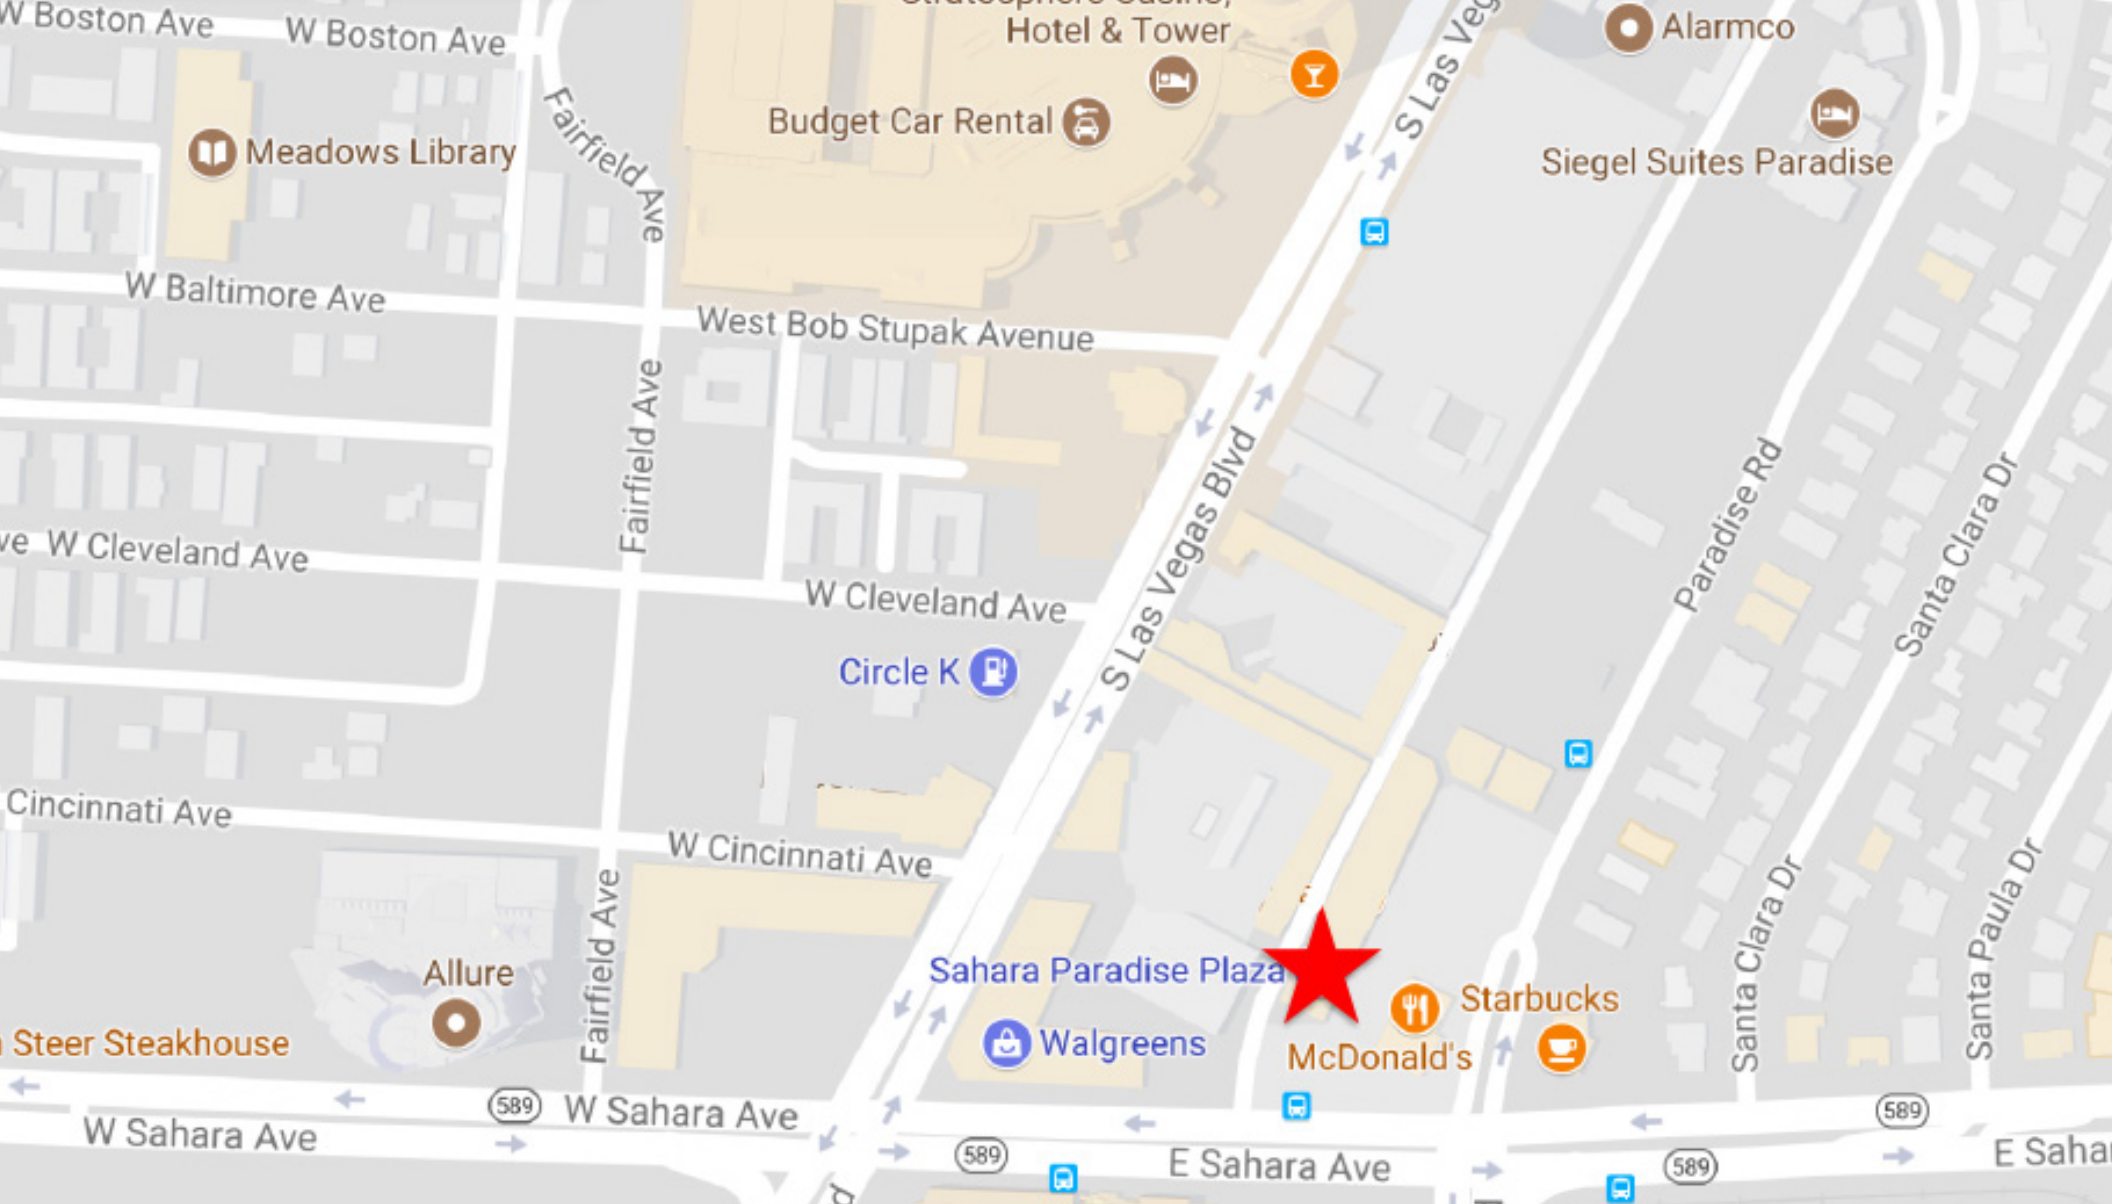 W Boston Ave
W Boston Ave
Hotel & Tower
S Las Veg
Alarmco
Budget Car Rental
Meadows Library
Fairfield Ave
Siegel Suites Paradise
W Baltimore Ave
West Bob Stupak Avenue
Fairfield Ave
S Las Vegas Blvd
Paradise Rd
Santa Clara Dr
ve W Cleveland Ave
W Cleveland Ave
Circle K
Cincinnati Ave
W Cincinnati Ave
Fairfield Ave
Santa Clara Dr
Santa Paula Dr
Allure
Sahara Paradise Plaza
Starbucks
Steer Steakhouse
Walgreens
McDonald's
589
W Sahara Ave
589
W Sahara Ave
589
E Sahara Ave
589
E Saha